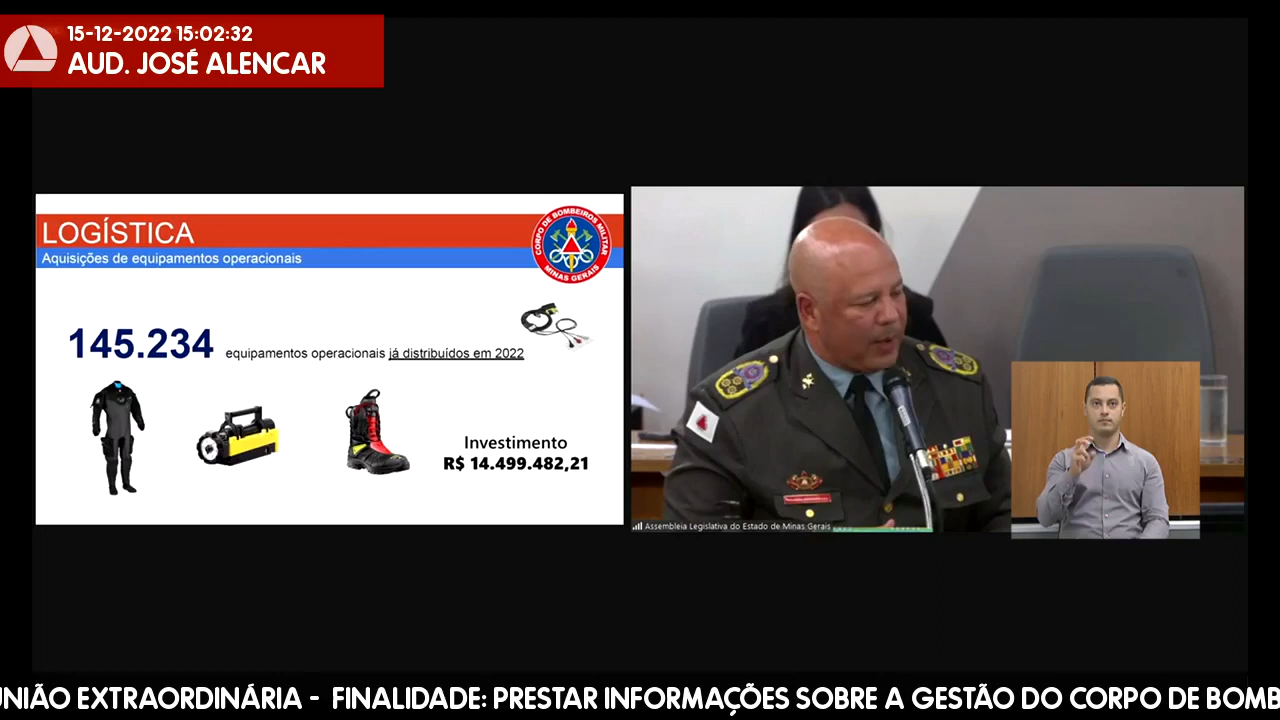 15-12-2022 15:02:32
AUD. JOSÉ ALENCAR
LOGÍSTICA
Aquisições de equipamentos operacionais
CORPO DE BOMBEIROS MILITAR
MINAS GERAIS
145.234 equipamentos operacionais já distribuídos em 2022
Investimento
R$ 14.499.482,21
Assembleia Legislativa do Estado de Minas Gerais
UNIÃO EXTRAORDINÁRIA - FINALIDADE: PRESTAR INFORMAÇÕES SOBRE A GESTÃO DO CORPO DE BOMB